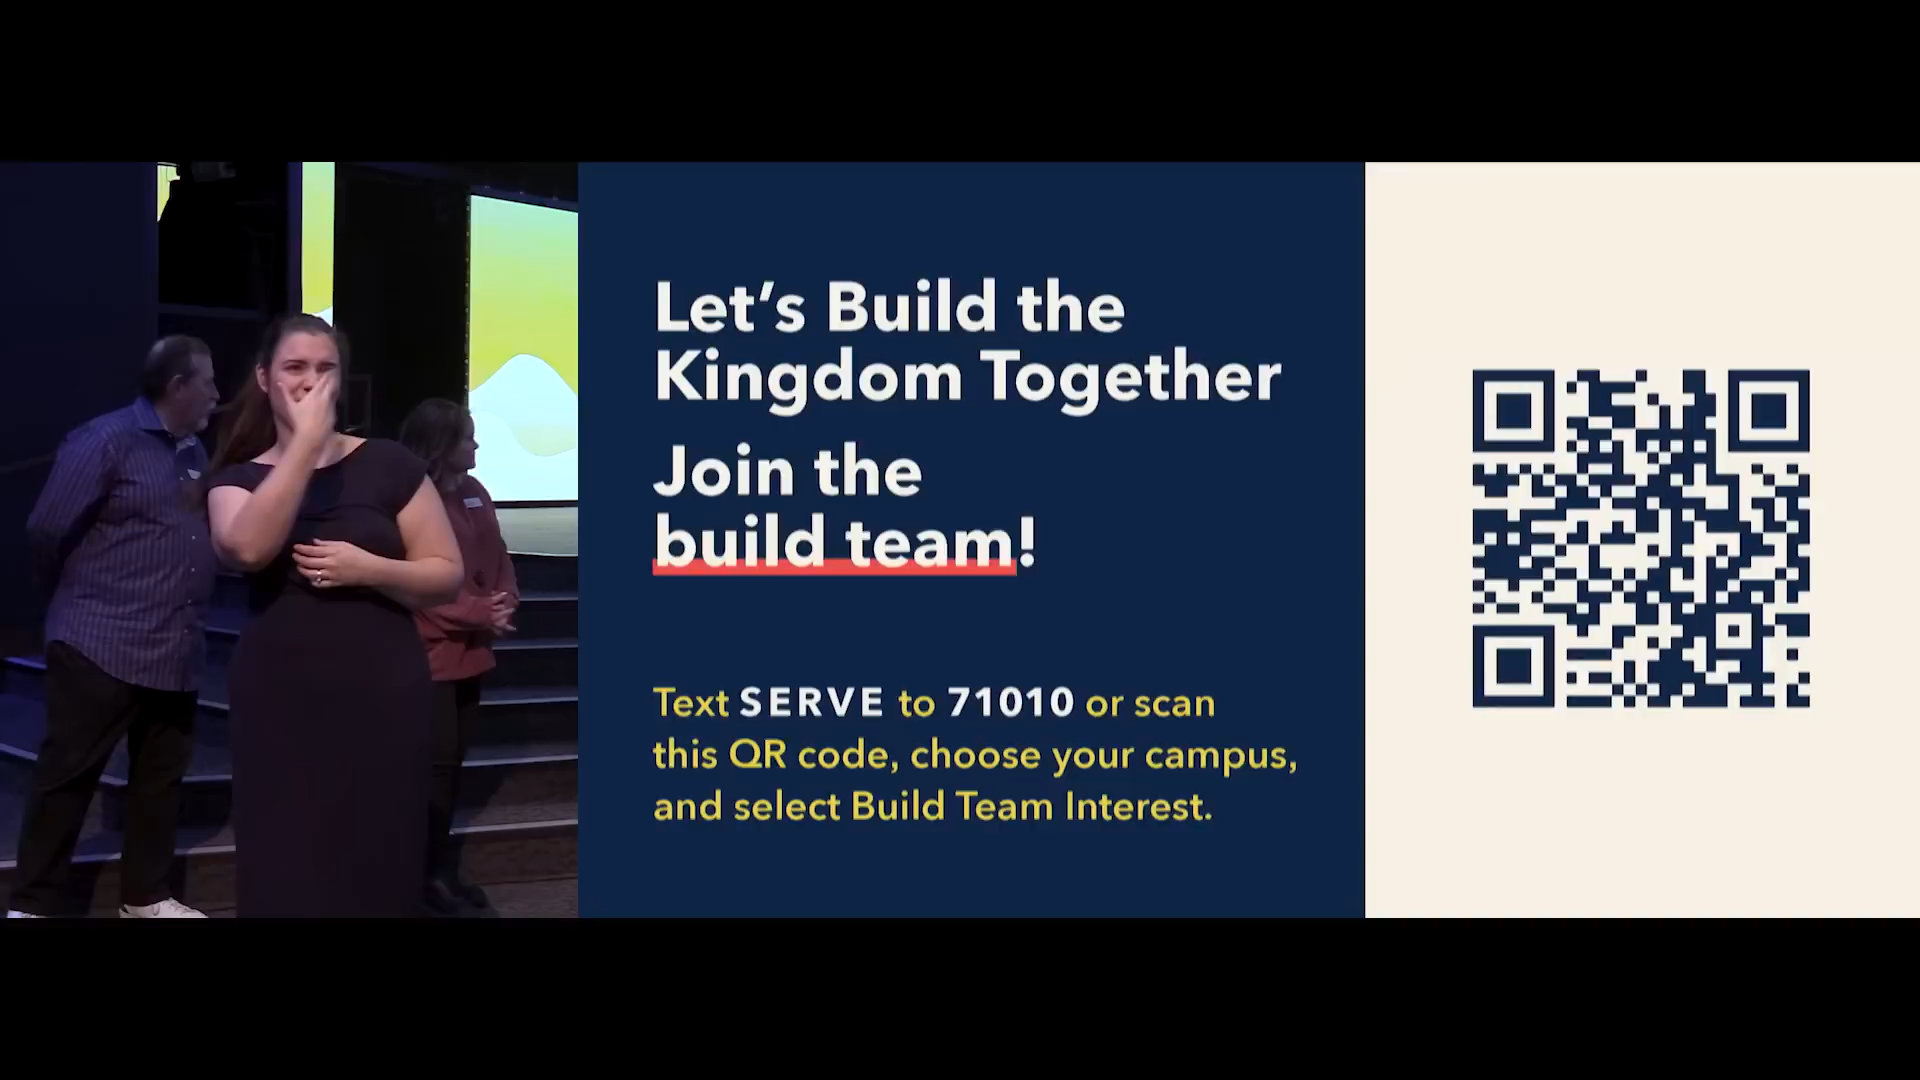 Let's Build the
Kingdom Together
Join the
build team!
Text SERVE to 71010 or scan
this QR code, choose your campus,
and select Build Team Interest.